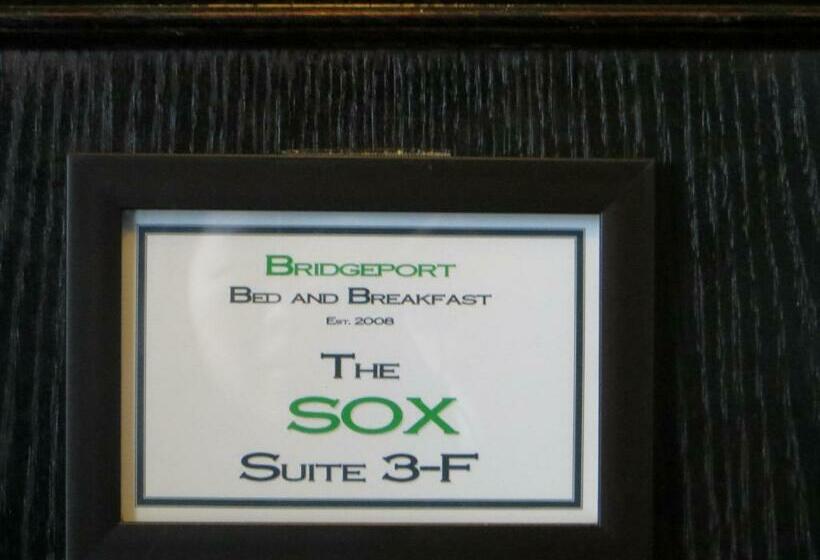 Bridgeport
Bed and Breakfast
Est. 2008
The
SOX
Suite 3-F